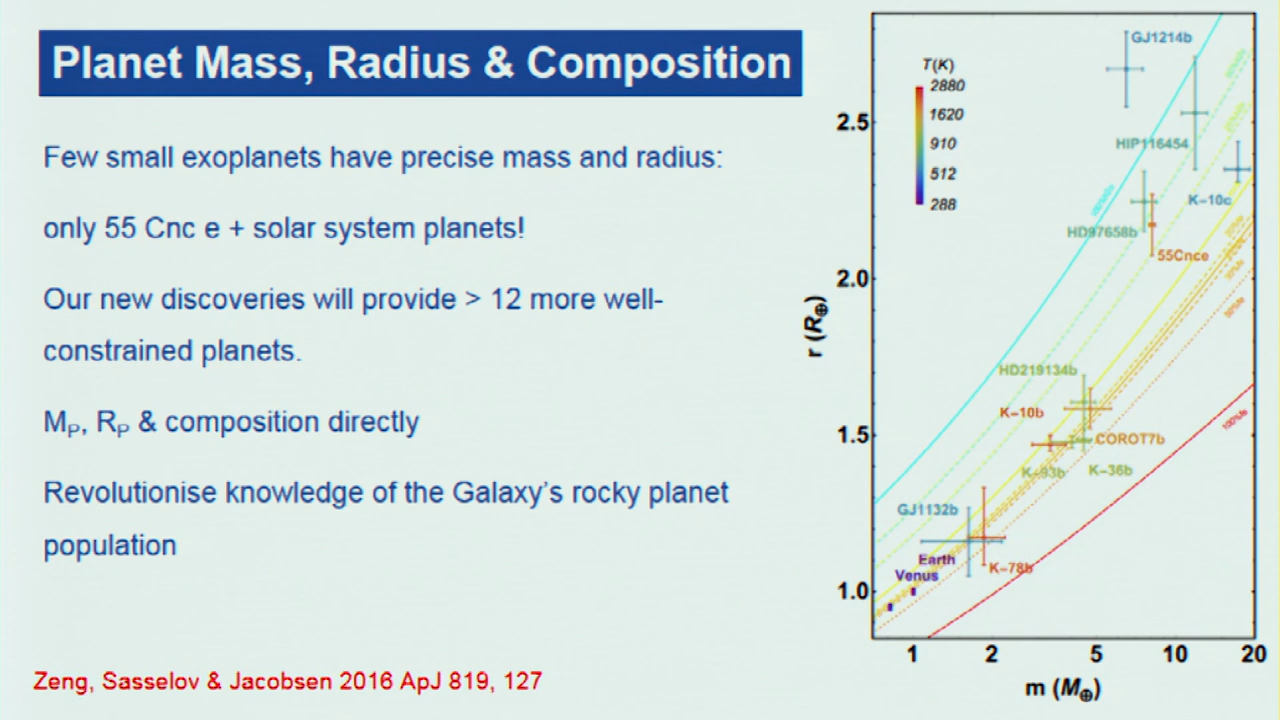 Planet Mass, Radius & Composition
Few small exoplanets have precise mass and radius:
only 55 Cnc e + solar system planets!
Our new discoveries will provide > 12 more well-
constrained planets.
MP, RP & composition directly
Revolutionise knowledge of the Galaxy's rocky planet
population
Zeng, Sasselov & Jacobsen 2016 ApJ 819, 127
T(K)
2880
1620
910
512
288
GJ1214b
HIP116454
K-10c
HD97658b
55Cnce
HD219134b
K-10b
COROT7b
K-93b
K-36b
GJ1132b
Earth
Venus
K-78b
100%fe
r (R⊕)
2.5
2.0
1.5
1.0
1
2
5
10
20
m (M⊕)